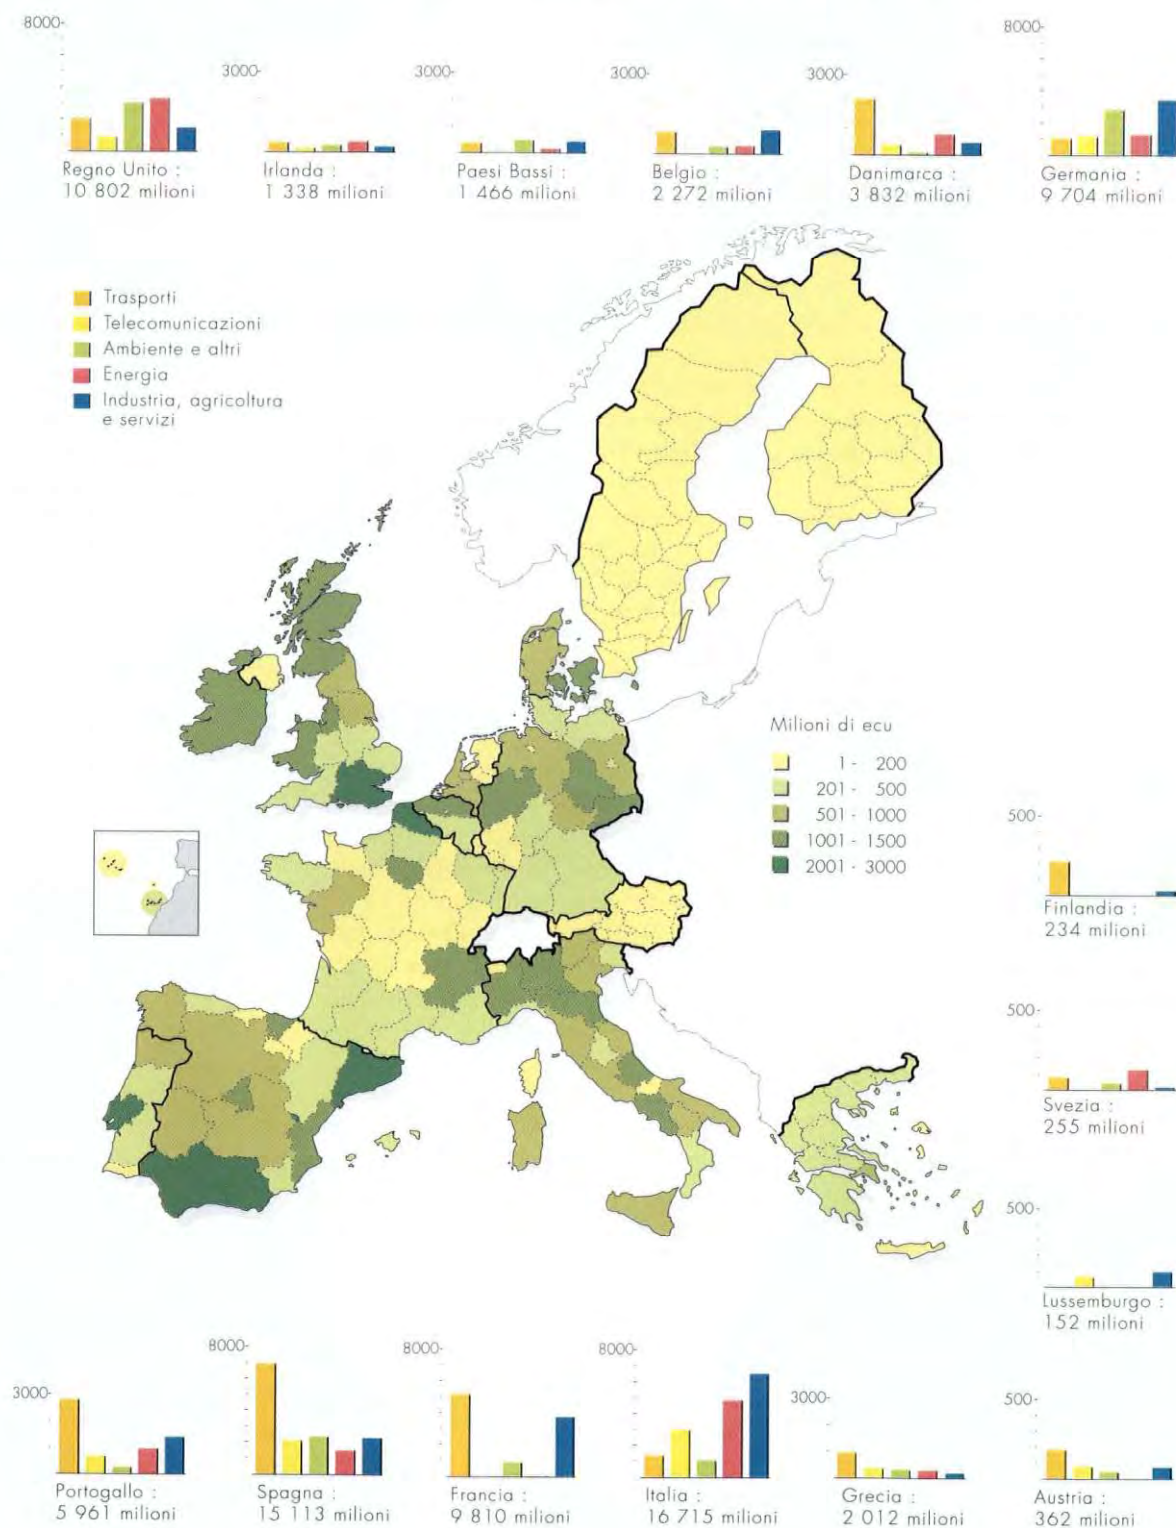 8000-
3000-
3000-
3000-
3000-
8000-
Regno Unito :
10 802 milioni
Irlanda :
1 338 milioni
Paesi Bassi :
1 466 milioni
Belgio :
2 272 milioni
Danimarca :
3 832 milioni
Germania :
9 704 milioni
Trasporti
Telecomunicazioni
Ambiente e altri
Energia
Industria, agricoltura
e servizi
Milioni di ecu
1 - 200
201 - 500
501 - 1000
1001 - 1500
2001 - 3000
500-
Finlandia :
234 milioni
500-
Svezia :
255 milioni
500-
Lussemburgo :
152 milioni
3000-
Portogallo :
5 961 milioni
8000-
Spagna :
15 113 milioni
8000-
Francia :
9 810 milioni
8000-
Italia :
16 715 milioni
3000-
Grecia :
2 012 milioni
500-
Austria :
362 milioni